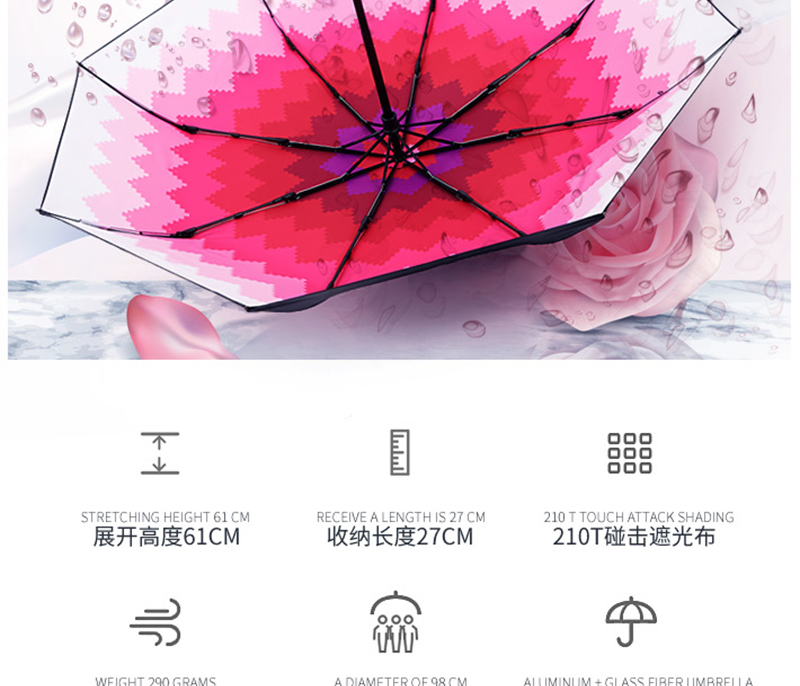 STRETCHING HEIGHT 61 CM
展开高度61CM
RECEIVE A LENGTH IS 27 CM
收纳长度27CM
210 T TOUCH ATTACK SHADING
210T碰击遮光布
WEIGHT 290 GRAMS
A DIAMETER OF 98 CM
ALUMINUM + GLASS FIBER UMBRELLA